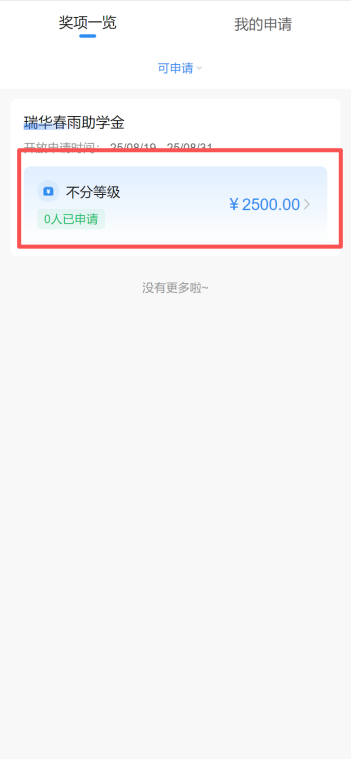 奖项一览 我的申请
可申请
瑞华春雨助学金
开放申请时间： 25/08/19 - 25/08/31
不分等级
¥ 2500.00
0人已申请
没有更多啦~